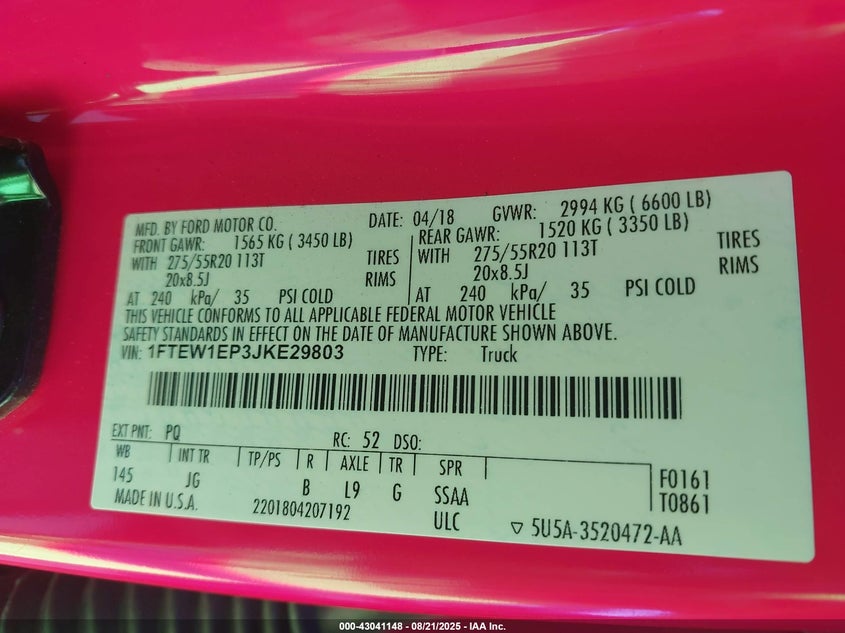 MFD. BY FORD MOTOR CO. DATE: 04/18 GVWR: 2994 KG ( 6600 LB)
FRONT GAWR: 1565 KG ( 3450 LB) REAR GAWR: 1520 KG ( 3350 LB)
WITH 275/55R20 113T TIRES WITH 275/55R20 113T TIRES
20x8.5J RIMS 20x8.5J RIMS
AT 240 kPa/ 35 PSI COLD AT 240 kPa/ 35 PSI COLD
THIS VEHICLE CONFORMS TO ALL APPLICABLE FEDERAL MOTOR VEHICLE
SAFETY STANDARDS IN EFFECT ON THE DATE OF MANUFACTURE SHOWN ABOVE.
VIN: 1FTEW1EP3JKE29803 TYPE: Truck
EXT PNT: PQ RC: 52 DSO:
WB INT TR TP/PS R AXLE TR SPR F0161
145 JG B L9 G SSAA T0861
MADE IN U.S.A. 2201804207192 ULC ▽ 5U5A-3520472-AA
000-43041148 - 08/21/2025 - IAA Inc.